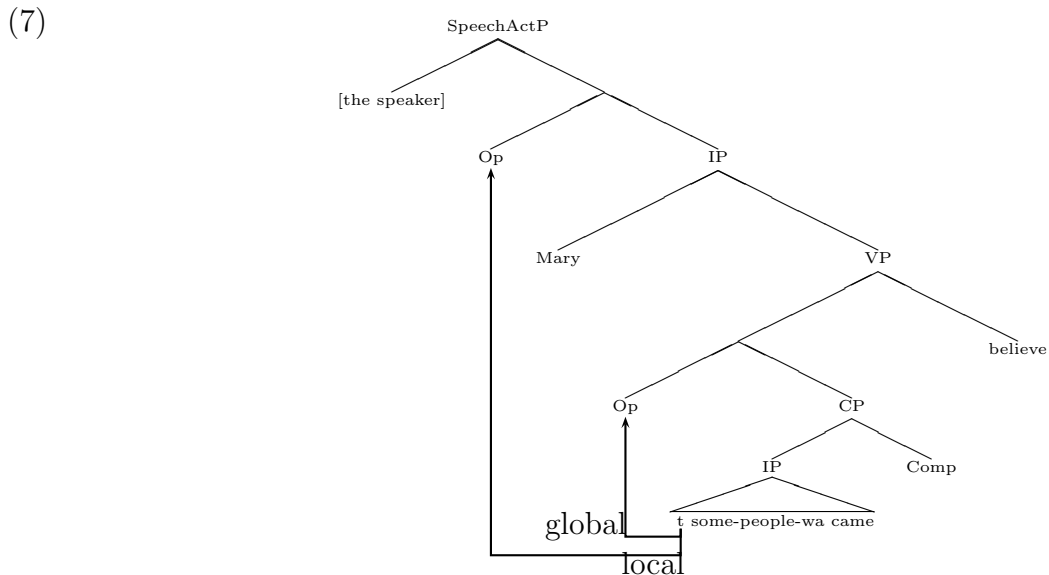 (7)
SpeechActP
[the speaker]
Op IP
Mary VP
believe
Op CP
IP Comp
t some-people-wa came
global
local